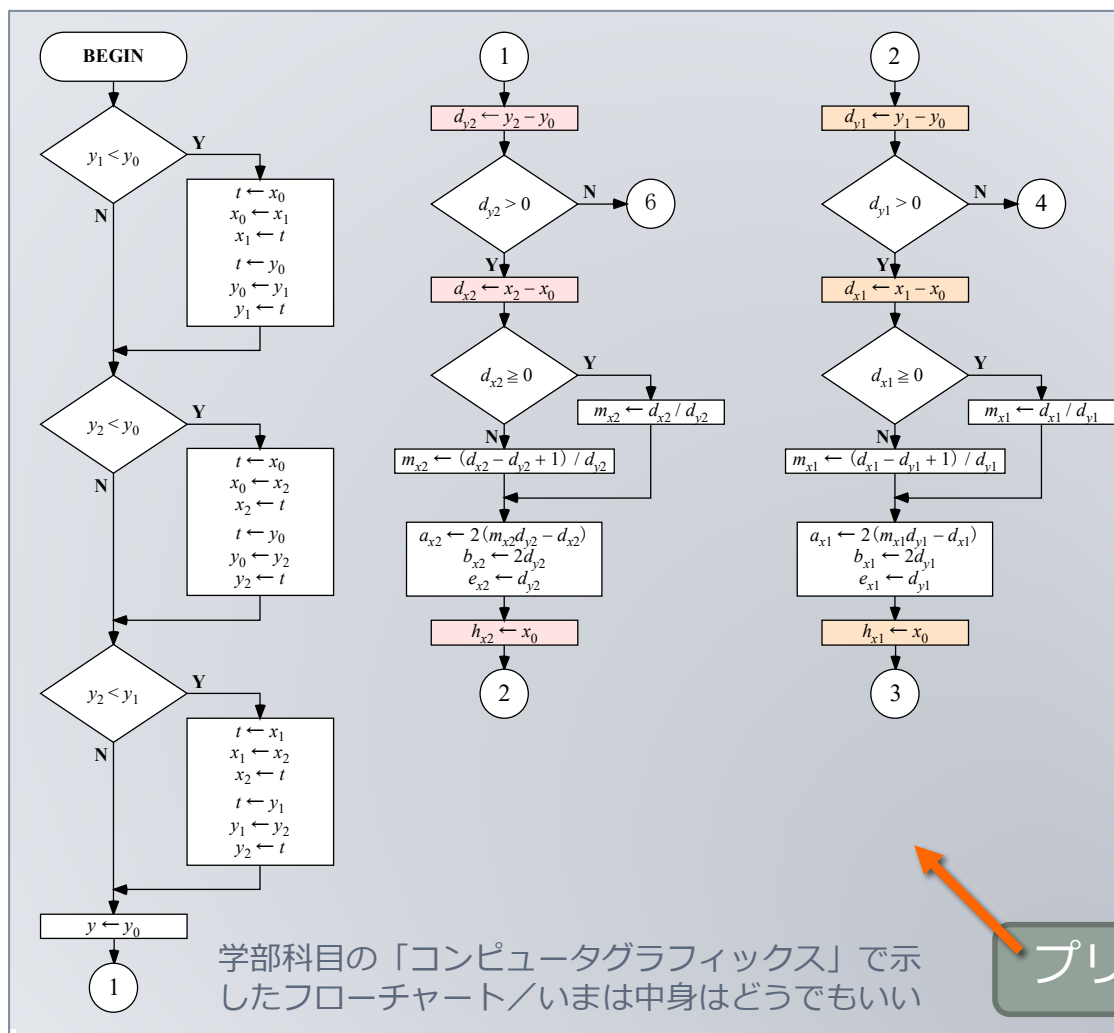 BEGIN
y₁ < y₀
Y
N
t ← x₀
x₀ ← x₁
x₁ ← t
t ← y₀
y₀ ← y₁
y₁ ← t
y₂ < y₀
Y
N
t ← x₀
x₀ ← x₂
x₂ ← t
t ← y₀
y₀ ← y₂
y₂ ← t
y₂ < y₁
Y
N
t ← x₁
x₁ ← x₂
x₂ ← t
t ← y₁
y₁ ← y₂
y₂ ← t
y ← y₀
1
1
d_y2 ← y₂ − y₀
d_y2 > 0
N
6
Y
d_x2 ← x₂ − x₀
d_x2 ≧ 0
Y
m_x2 ← d_x2 / d_y2
N
m_x2 ← (d_x2 − d_y2 + 1) / d_y2
a_x2 ← 2(m_x2d_y2 − d_x2)
b_x2 ← 2d_y2
e_x2 ← d_y2
h_x2 ← x₀
2
2
d_y1 ← y₁ − y₀
d_y1 > 0
N
4
Y
d_x1 ← x₁ − x₀
d_x1 ≧ 0
Y
m_x1 ← d_x1 / d_y1
N
m_x1 ← (d_x1 − d_y1 + 1) / d_y1
a_x1 ← 2(m_x1d_y1 − d_x1)
b_x1 ← 2d_y1
e_x1 ← d_y1
h_x1 ← x₀
3
学部科目の「コンピュータグラフィックス」で示
したフローチャート／いまは中身はどうでもいい
プリ